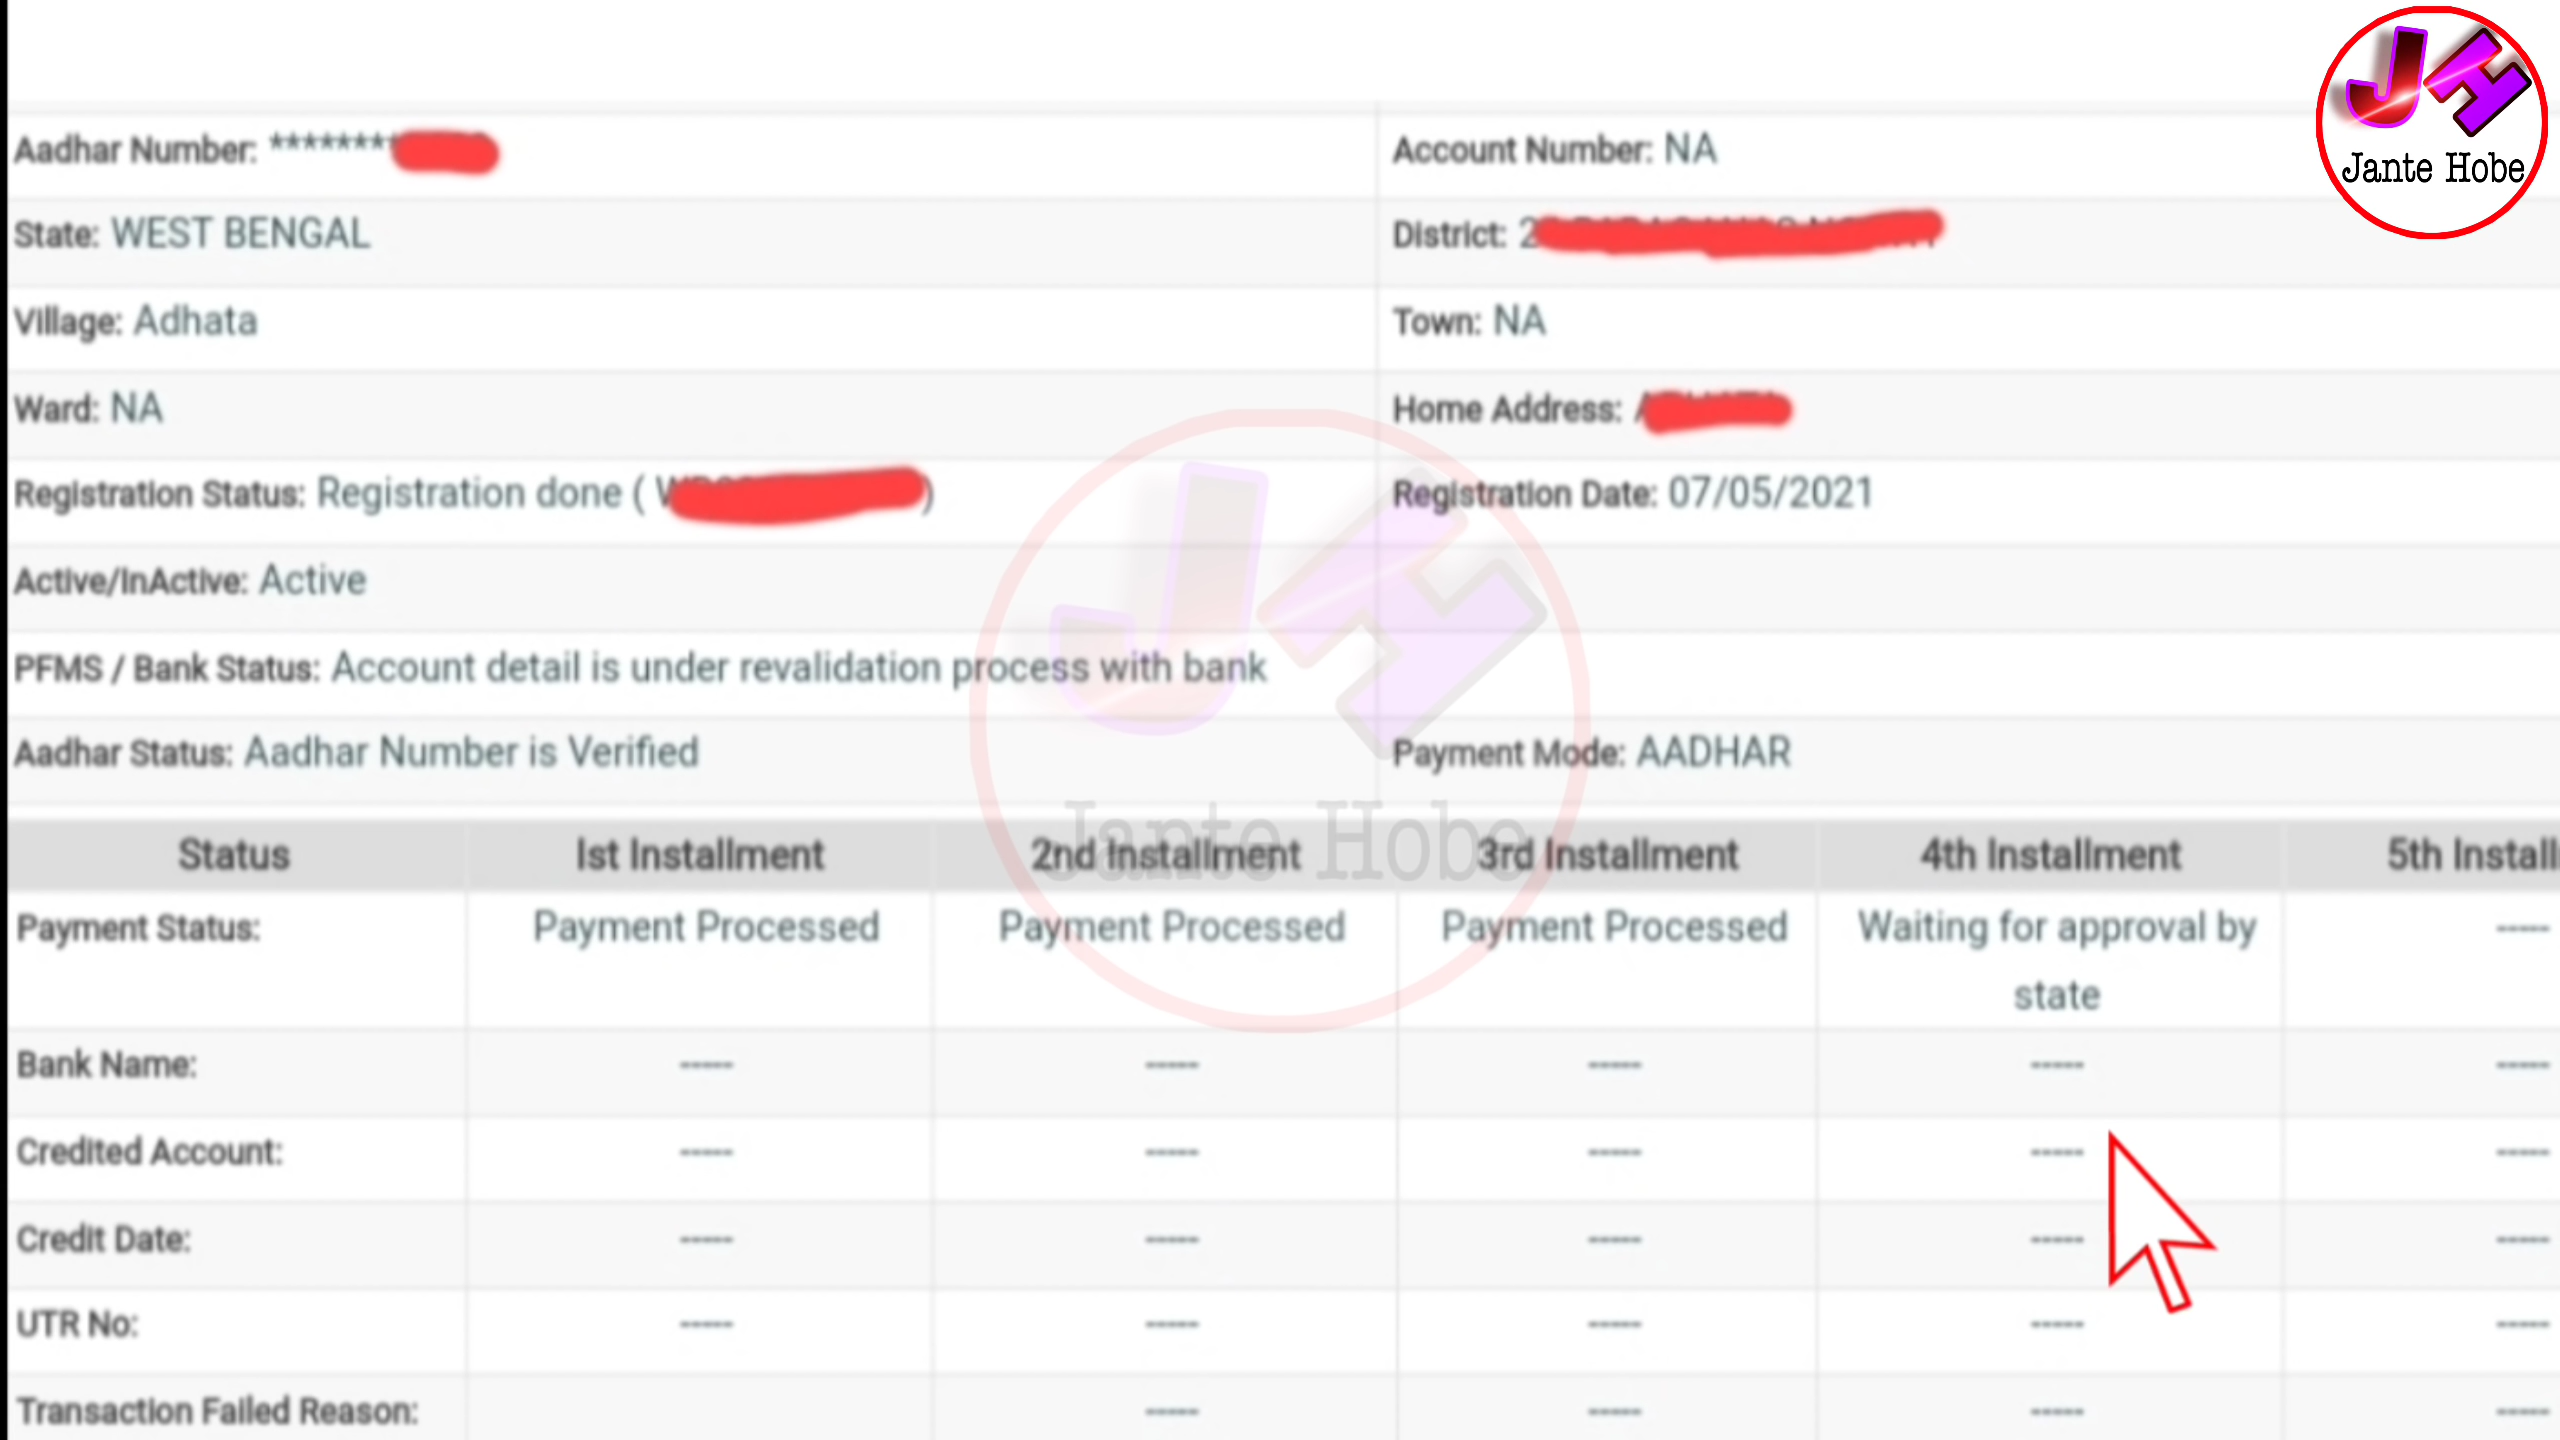 Jante Hobe
Aadhar Number: ********
Account Number: NA
State: WEST BENGAL
District:
Village: Adhata
Town: NA
Ward: NA
Home Address:
Registration Status: Registration done ( )
Registration Date: 07/05/2021
Active/InActive: Active
PFMS / Bank Status: Account detail is under revalidation process with bank
Aadhar Status: Aadhar Number is Verified
Payment Mode: AADHAR
Jante Hobe
Status Ist Installment 2nd Installment 3rd Installment 4th Installment 5th
Payment Status: Payment Processed Payment Processed Payment Processed Waiting for approval by
state -----
Bank Name: ----- ----- ----- ----- -----
Credited Account: ----- ----- ----- ----- -----
Credit Date: ----- ----- ----- ----- -----
UTR No: ----- ----- ----- ----- -----
Transaction Failed Reason: ----- ----- ----- -----